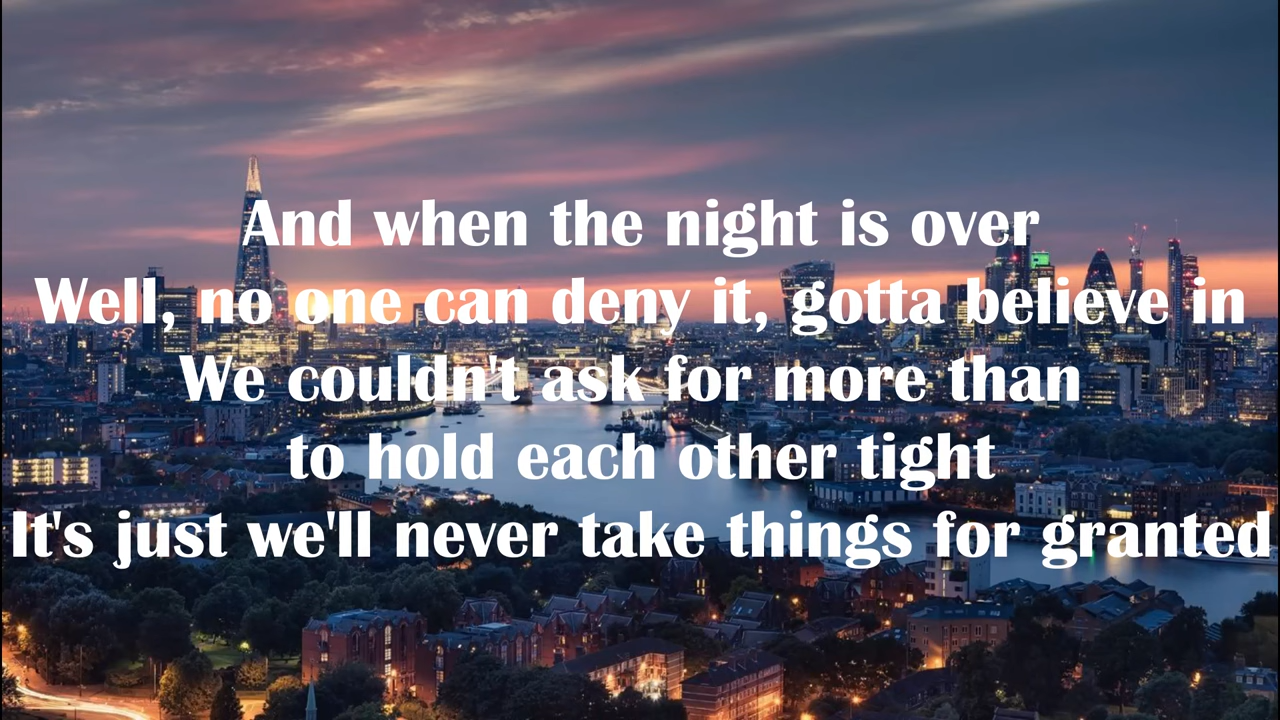 And when the night is over
Well, no one can deny it, gotta believe in
We couldn't ask for more than
to hold each other tight
It's just we'll never take things for granted